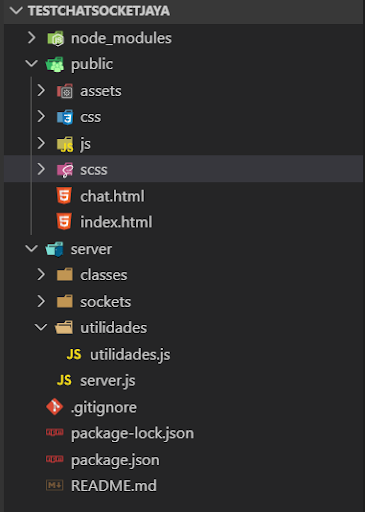 TESTCHATSOCKETJAYA
node_modules
public
assets
css
JS js
scss
chat.html
index.html
server
classes
sockets
utilidades
JS utilidades.js
JS server.js
.gitignore
package-lock.json
package.json
README.md